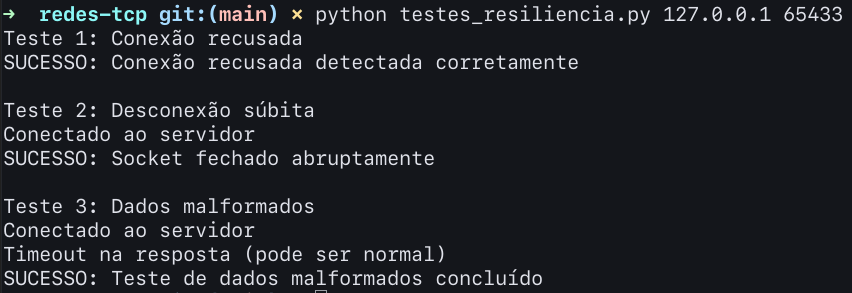 → redes-tcp git:(main) × python testes_resiliencia.py 127.0.0.1 65433
Teste 1: Conexão recusada
SUCESSO: Conexão recusada detectada corretamente
Teste 2: Desconexão súbita
Conectado ao servidor
SUCESSO: Socket fechado abruptamente
Teste 3: Dados malformados
Conectado ao servidor
Timeout na resposta (pode ser normal)
SUCESSO: Teste de dados malformados concluído